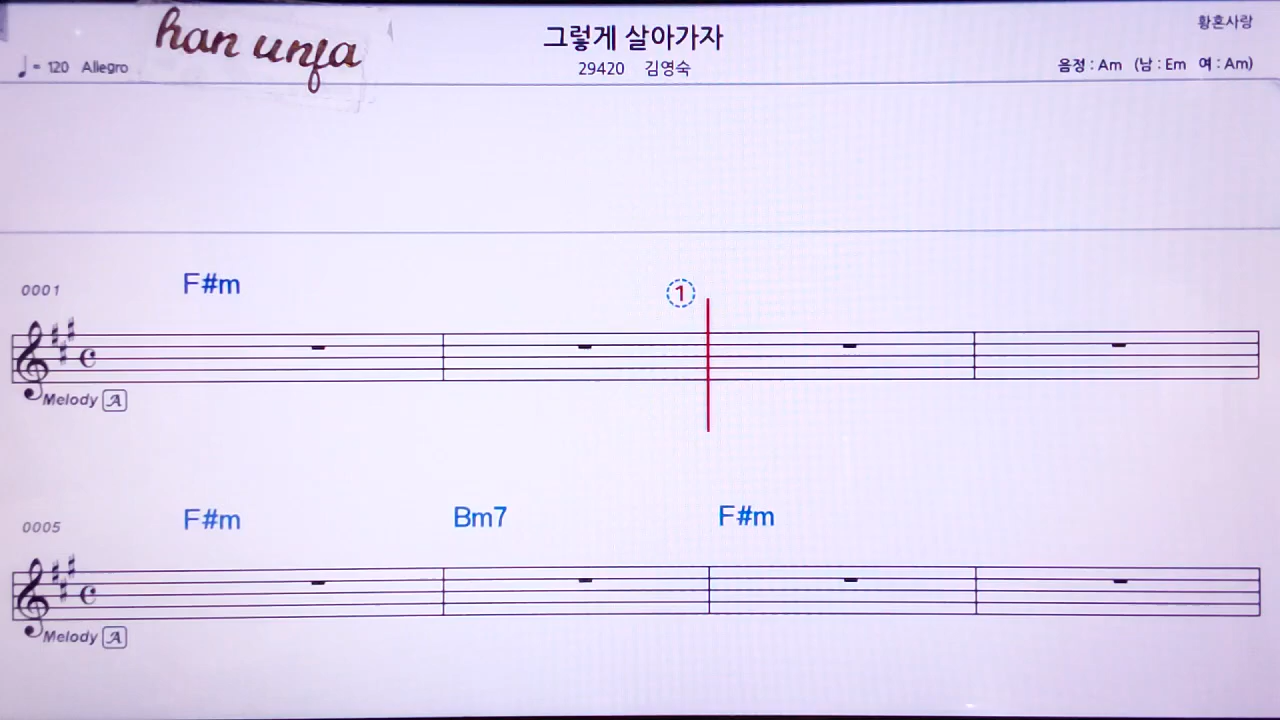 han unfa
그렇게 살아가자
황혼사랑
♩= 120 Allegro
29420 김영숙
음정 : Am (남 : Em 여 : Am)
0001
F#m
1
Melody A
0005
F#m Bm7 F#m
Melody A